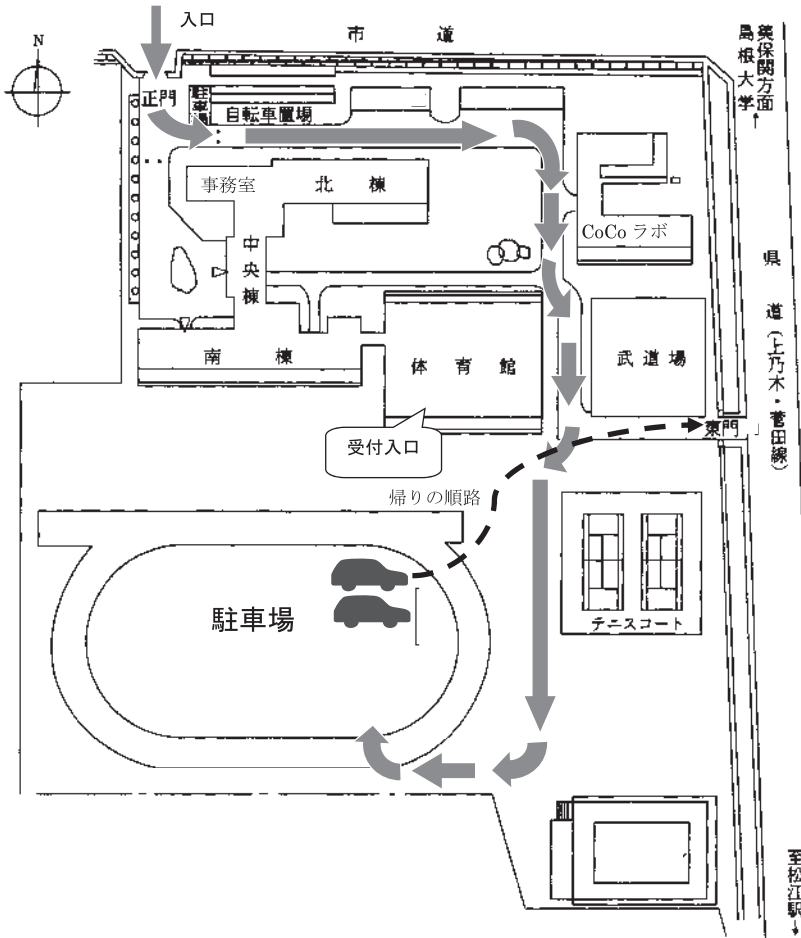 入口
市道
美保関方面
島根大学
↑
N
正門
駐車場
自転車置場
事務室
北棟
CoCo ラボ
中央棟
県道(上乃木・菅田線)
南棟
体育館
武道場
東門
受付入口
帰りの順路
駐車場
テニスコート
至松江駅
↓